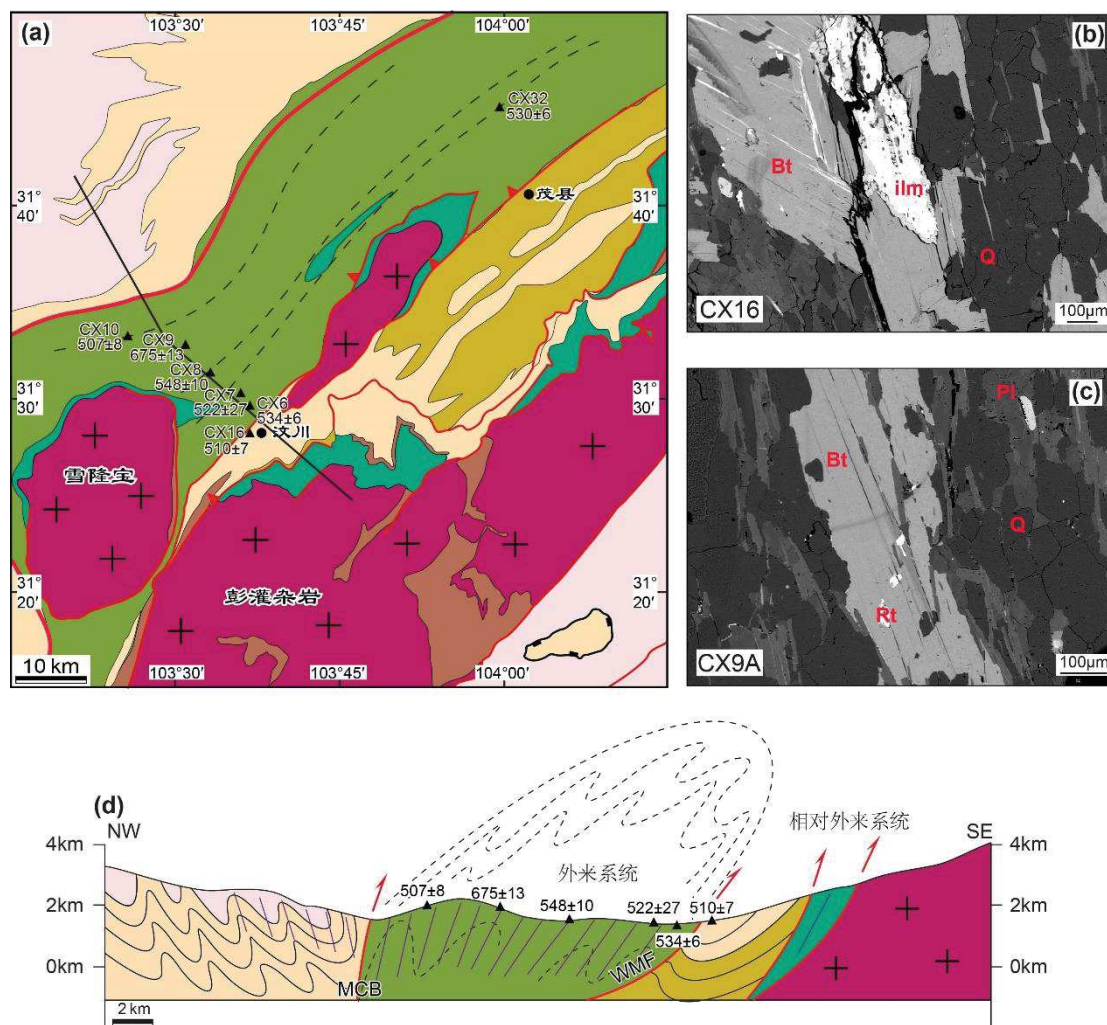 (a)
103°30′
104°00′
CX32
530±6
31°
40′
茂县
31°
40′
CX10
507±8
CX9
675±13
CX8
548±10
CX7
522±27
CX6
534±6
CX16
510±7
汶川
31°
30′
31°
30′
雪隆宝
彭灌杂岩
31°
20′
31°
20′
10 km
103°30′
103°45′
104°00′
(b)
Bt
ilm
Q
CX16
100μm
(c)
Pl
Bt
Q
Rt
CX9A
100μm
(d)
NW
相对外来系统
SE
4km
外来系统
4km
507±8
675±13
548±10
522±27
510±7
534±6
2km
2km
0km
0km
MCB
WMF
2 km